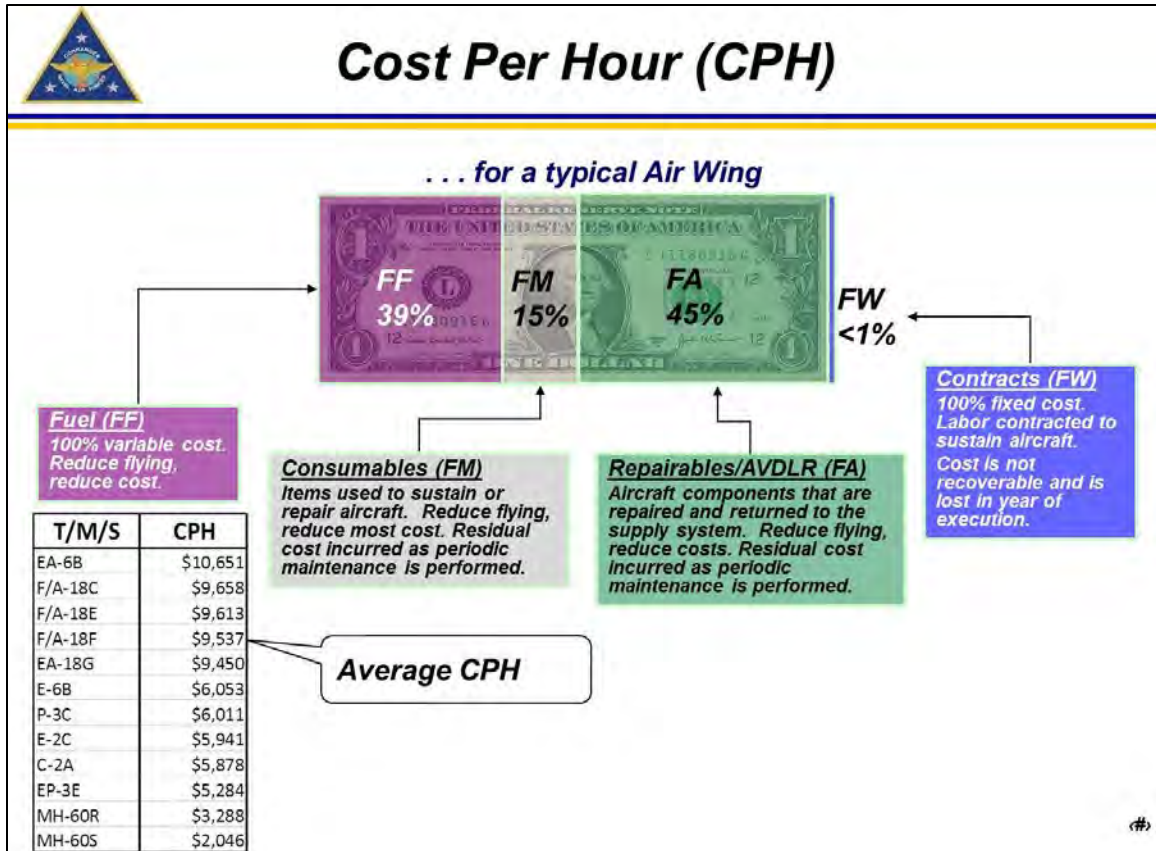 Cost Per Hour (CPH)
. . . for a typical Air Wing
THE UNITED STATES OF AMERICA
FF
39%
FM
15%
FA
45%
FW
<1%
Fuel (FF)
100% variable cost.
Reduce flying,
reduce cost.
Consumables (FM)
Items used to sustain or
repair aircraft. Reduce flying,
reduce most cost. Residual
cost incurred as periodic
maintenance is performed.
Repairables/AVDLR (FA)
Aircraft components that are
repaired and returned to the
supply system. Reduce flying,
reduce costs. Residual cost
incurred as periodic
maintenance is performed.
Contracts (FW)
100% fixed cost.
Labor contracted to
sustain aircraft.
Cost is not
recoverable and is
lost in year of
execution.
T/M/S CPH
EA-6B $10,651
F/A-18C $9,658
F/A-18E $9,613
F/A-18F $9,537
EA-18G $9,450
E-6B $6,053
P-3C $6,011
E-2C $5,941
C-2A $5,878
EP-3E $5,284
MH-60R $3,288
MH-60S $2,046
Average CPH
‹#›